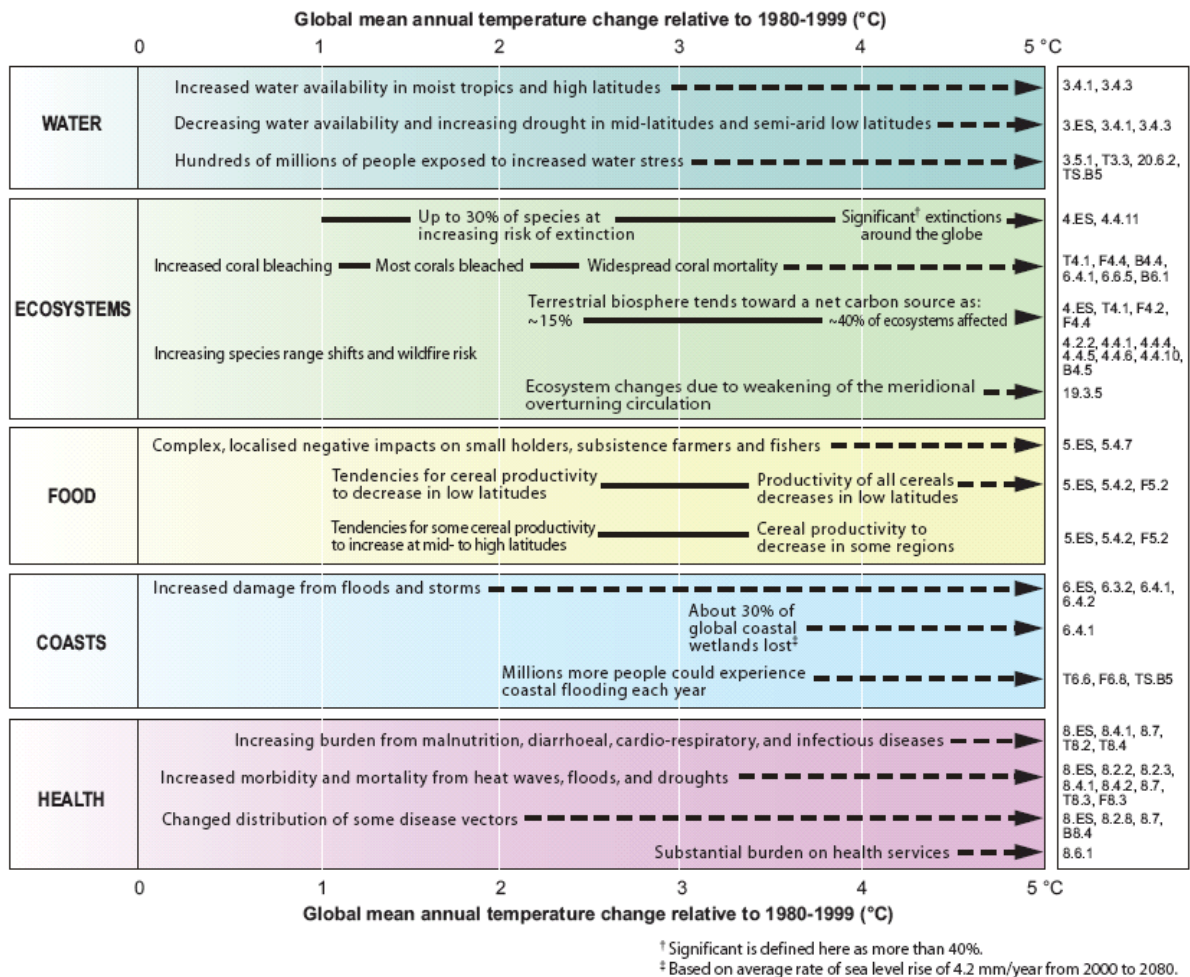 Global mean annual temperature change relative to 1980-1999 (°C)
0 1 2 3 4 5 °C
WATER
Increased water availability in moist tropics and high latitudes
3.4.1, 3.4.3
Decreasing water availability and increasing drought in mid-latitudes and semi-arid low latitudes
3.ES, 3.4.1, 3.4.3
Hundreds of millions of people exposed to increased water stress
3.5.1, T3.3, 20.6.2,
TS.B5
ECOSYSTEMS
Up to 30% of species at
increasing risk of extinction
Significant† extinctions
around the globe
4.ES, 4.4.11
Increased coral bleaching Most corals bleached Widespread coral mortality
T4.1, F4.4, B4.4,
6.4.1, 6.6.5, B6.1
Terrestrial biosphere tends toward a net carbon source as:
~15% ~40% of ecosystems affected
4.ES, T4.1, F4.2,
F4.4
Increasing species range shifts and wildfire risk
4.2.2, 4.4.1, 4.4.4,
4.4.5, 4.4.6, 4.4.10,
B4.5
Ecosystem changes due to weakening of the meridional
overturning circulation
19.3.5
FOOD
Complex, localised negative impacts on small holders, subsistence farmers and fishers
5.ES, 5.4.7
Tendencies for cereal productivity
to decrease in low latitudes
Productivity of all cereals
decreases in low latitudes
5.ES, 5.4.2, F5.2
Tendencies for some cereal productivity
to increase at mid- to high latitudes
Cereal productivity to
decrease in some regions
5.ES, 5.4.2, F5.2
COASTS
Increased damage from floods and storms
6.ES, 6.3.2, 6.4.1,
6.4.2
About 30% of
global coastal
wetlands lost‡
6.4.1
Millions more people could experience
coastal flooding each year
T6.6, F6.8, TS.B5
HEALTH
Increasing burden from malnutrition, diarrhoeal, cardio-respiratory, and infectious diseases
8.ES, 8.4.1, 8.7,
T8.2, T8.4
Increased morbidity and mortality from heat waves, floods, and droughts
8.ES, 8.2.2, 8.2.3,
8.4.1, 8.4.2, 8.7,
T8.3, F8.3
Changed distribution of some disease vectors
8.ES, 8.2.8, 8.7,
B8.4
Substantial burden on health services
8.6.1
0 1 2 3 4 5 °C
Global mean annual temperature change relative to 1980-1999 (°C)
† Significant is defined here as more than 40%.
‡ Based on average rate of sea level rise of 4.2 mm/year from 2000 to 2080.